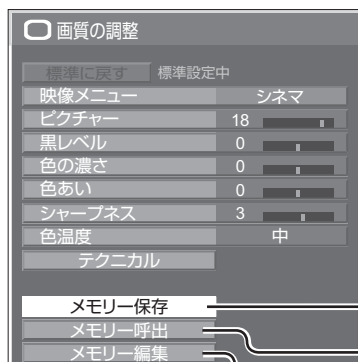 画質の調整
標準に戻す 標準設定中
映像メニュー シネマ
ピクチャー 18
黒レベル 0
色の濃さ 0
色あい 0
シャープネス 3
色温度 中
テクニカル
メモリー保存
メモリー呼出
メモリー編集